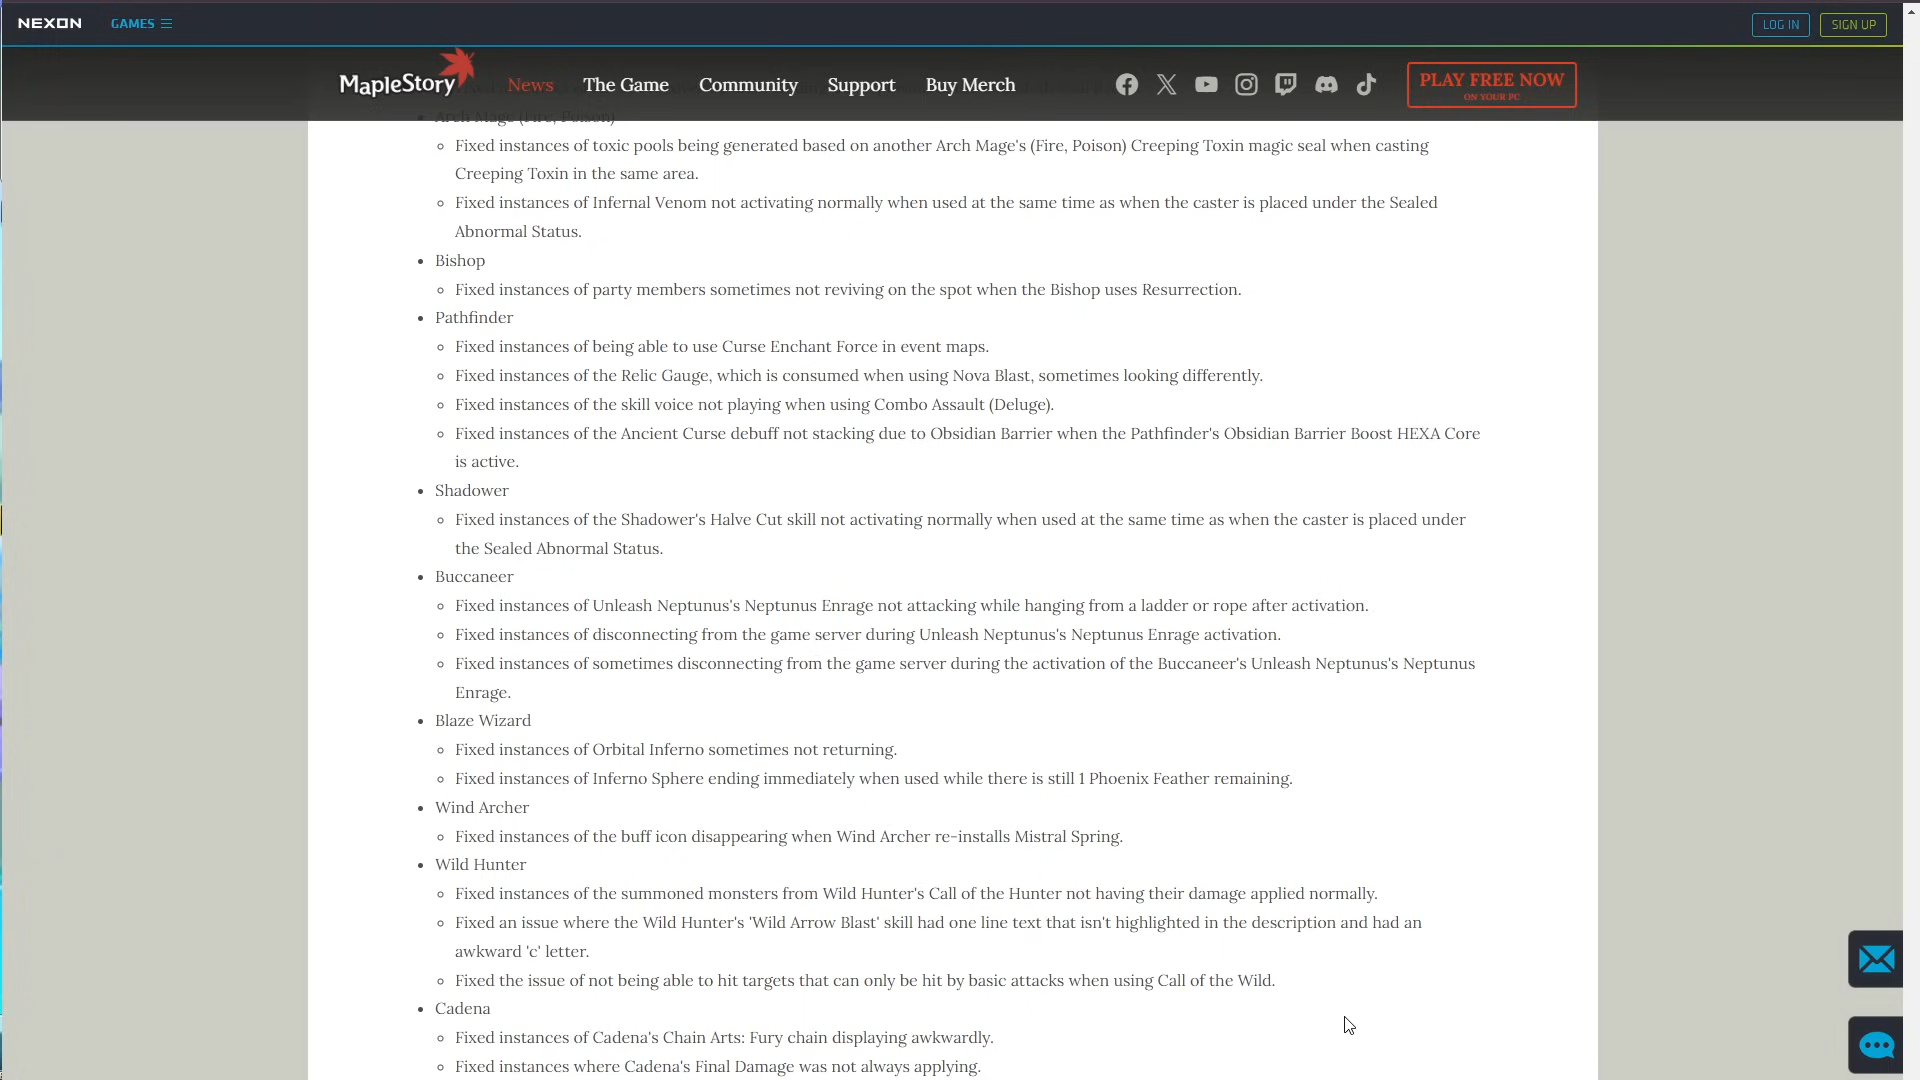 NEXON GAMES LOG IN SIGN UP
MapleStory News The Game Community Support Buy Merch PLAY FREE NOW
ON YOUR PC
Arch Mage (Fire, Poison)
Fixed instances of toxic pools being generated based on another Arch Mage's (Fire, Poison) Creeping Toxin magic seal when casting
Creeping Toxin in the same area.
Fixed instances of Infernal Venom not activating normally when used at the same time as when the caster is placed under the Sealed
Abnormal Status.
Bishop
Fixed instances of party members sometimes not reviving on the spot when the Bishop uses Resurrection.
Pathfinder
Fixed instances of being able to use Curse Enchant Force in event maps.
Fixed instances of the Relic Gauge, which is consumed when using Nova Blast, sometimes looking differently.
Fixed instances of the skill voice not playing when using Combo Assault (Deluge).
Fixed instances of the Ancient Curse debuff not stacking due to Obsidian Barrier when the Pathfinder's Obsidian Barrier Boost HEXA Core
is active.
Shadower
Fixed instances of the Shadower's Halve Cut skill not activating normally when used at the same time as when the caster is placed under
the Sealed Abnormal Status.
Buccaneer
Fixed instances of Unleash Neptunus's Neptunus Enrage not attacking while hanging from a ladder or rope after activation.
Fixed instances of disconnecting from the game server during Unleash Neptunus's Neptunus Enrage activation.
Fixed instances of sometimes disconnecting from the game server during the activation of the Buccaneer's Unleash Neptunus's Neptunus
Enrage.
Blaze Wizard
Fixed instances of Orbital Inferno sometimes not returning.
Fixed instances of Inferno Sphere ending immediately when used while there is still 1 Phoenix Feather remaining.
Wind Archer
Fixed instances of the buff icon disappearing when Wind Archer re-installs Mistral Spring.
Wild Hunter
Fixed instances of the summoned monsters from Wild Hunter's Call of the Hunter not having their damage applied normally.
Fixed an issue where the Wild Hunter's 'Wild Arrow Blast' skill had one line text that isn't highlighted in the description and had an
awkward 'c' letter.
Fixed the issue of not being able to hit targets that can only be hit by basic attacks when using Call of the Wild.
Cadena
Fixed instances of Cadena's Chain Arts: Fury chain displaying awkwardly.
Fixed instances where Cadena's Final Damage was not always applying.